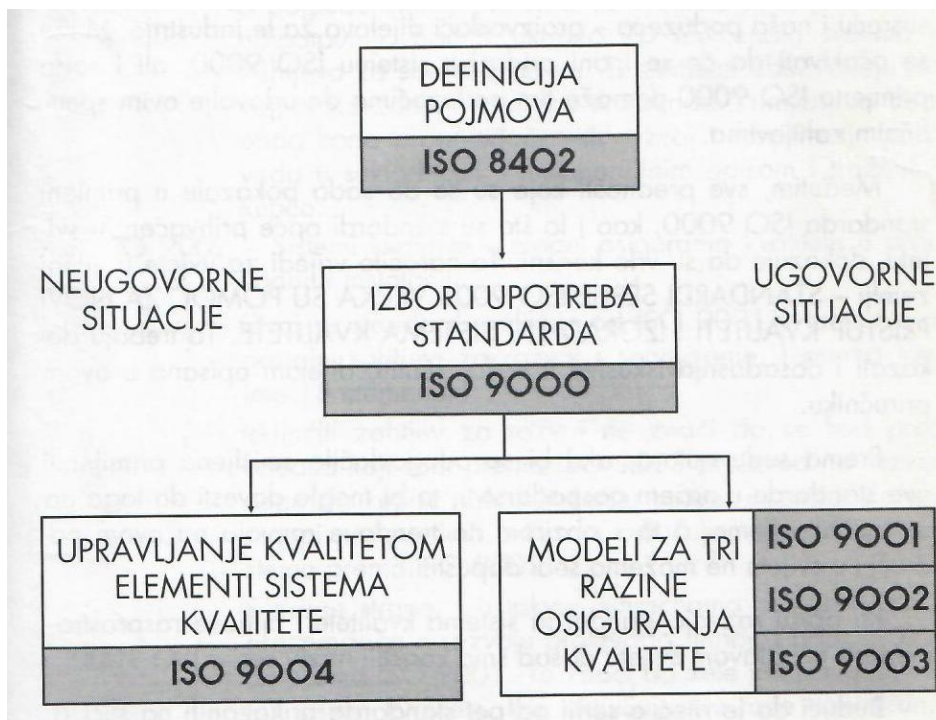 DEFINICIJA
POJMOVA
ISO 8402
NEUGOVORNE
SITUACIJE
IZBOR I UPOTREBA
STANDARDA
ISO 9000
UGOVORNE
SITUACIJE
UPRAVLJANJE KVALITETOM
ELEMENTI SISTEMA
KVALITETE
ISO 9004
MODELI ZA TRI
RAZINE
OSIGURANJA
KVALITETE
ISO 9001
ISO 9002
ISO 9003